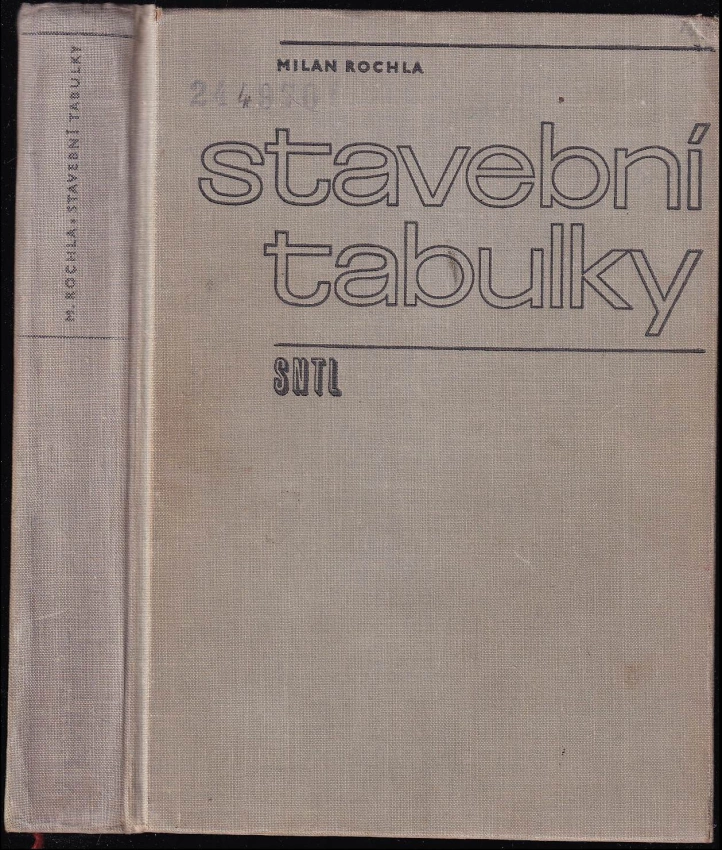 M. ROCHLA • STAVEBNÍ TABULKY
MILAN ROCHLA
stavební
tabulky
SNTL